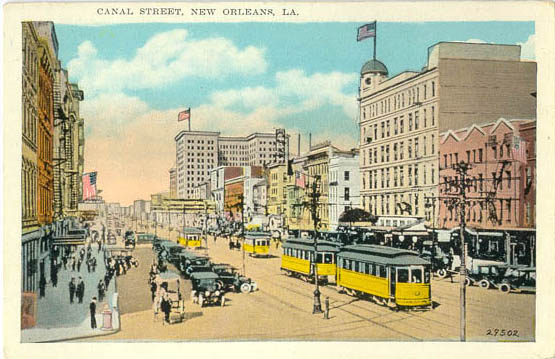 CANAL STREET, NEW ORLEANS, LA.
29502